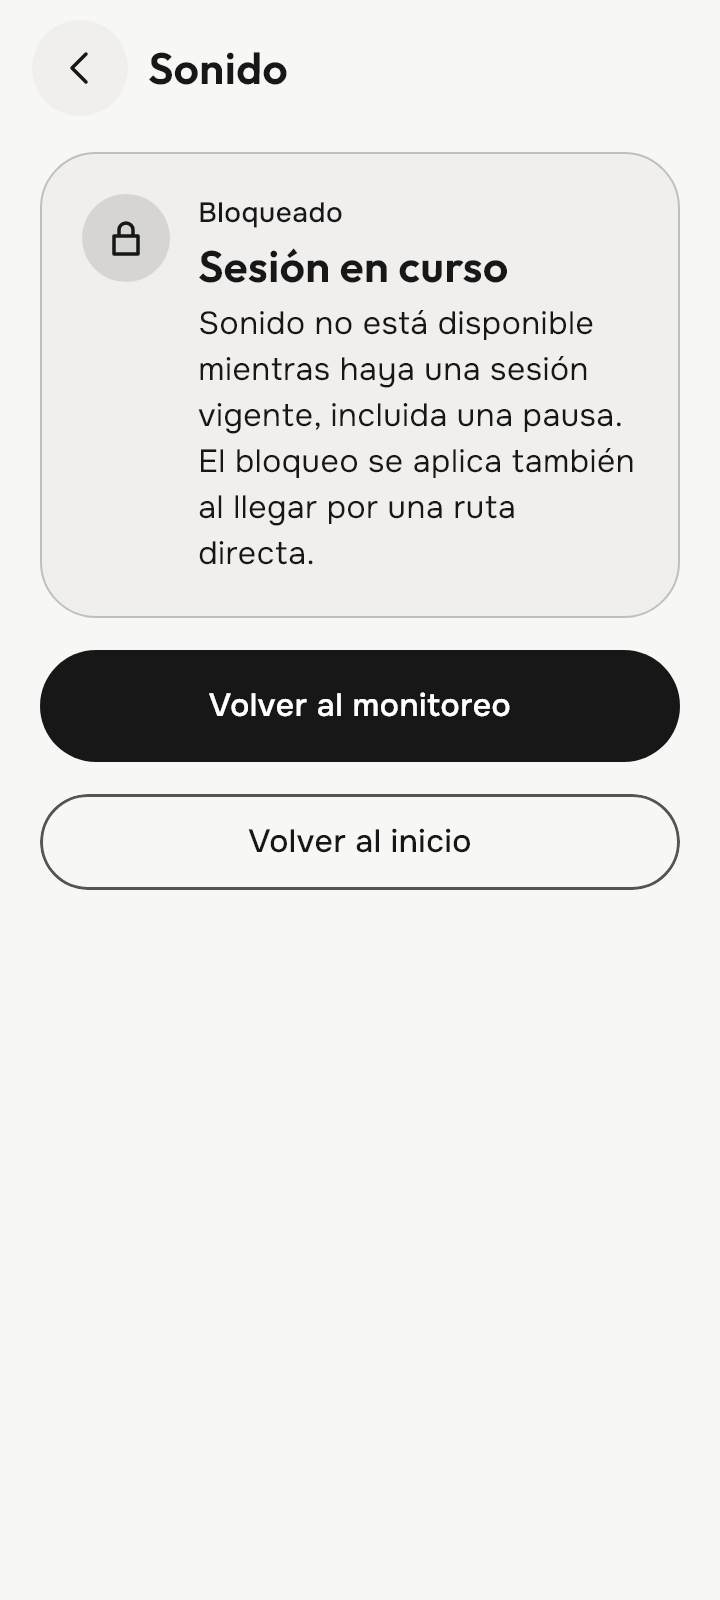 Sonido
Bloqueado
Sesión en curso
Sonido no está disponible
mientras haya una sesión
vigente, incluida una pausa.
El bloqueo se aplica también
al llegar por una ruta
directa.
Volver al monitoreo
Volver al inicio